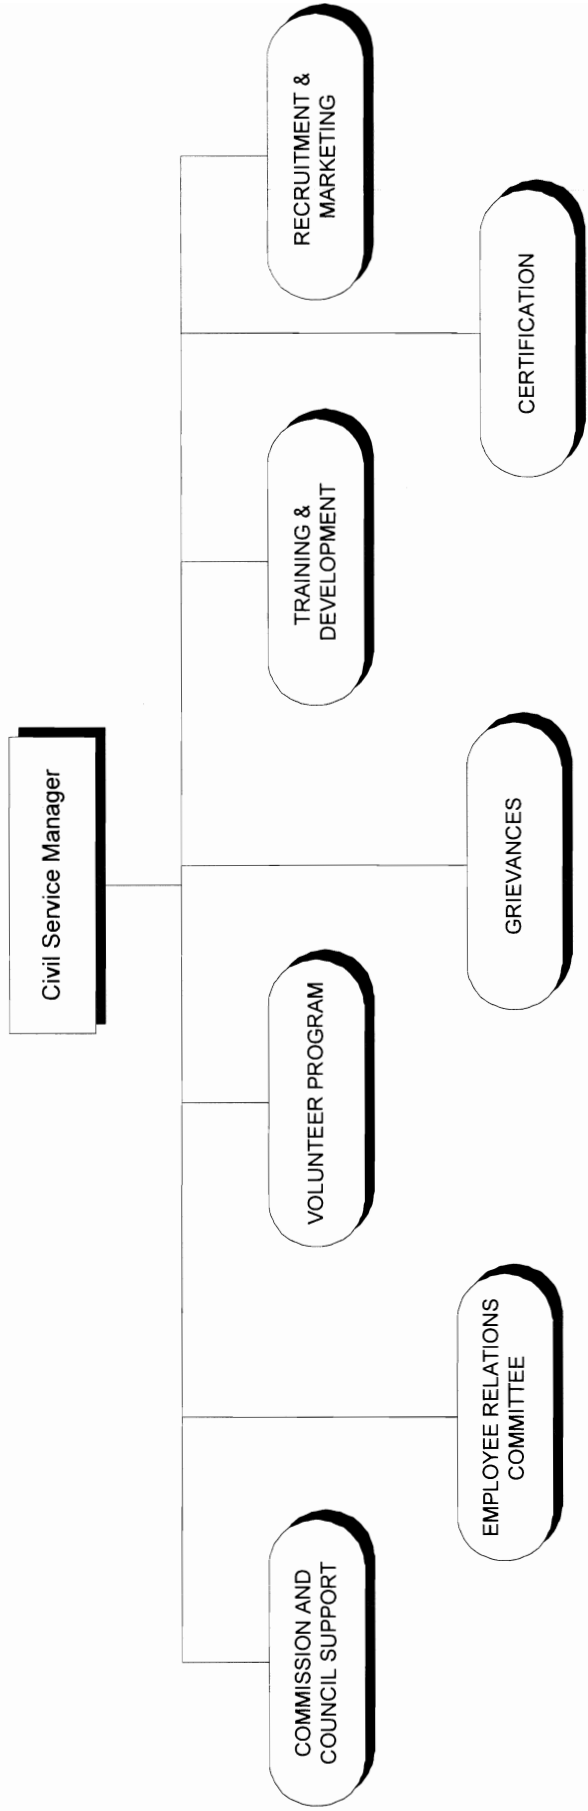 Civil Service Manager
COMMISSION AND
COUNCIL SUPPORT
VOLUNTEER PROGRAM
TRAINING &
DEVELOPMENT
RECRUITMENT &
MARKETING
EMPLOYEE RELATIONS
COMMITTEE
GRIEVANCES
CERTIFICATION